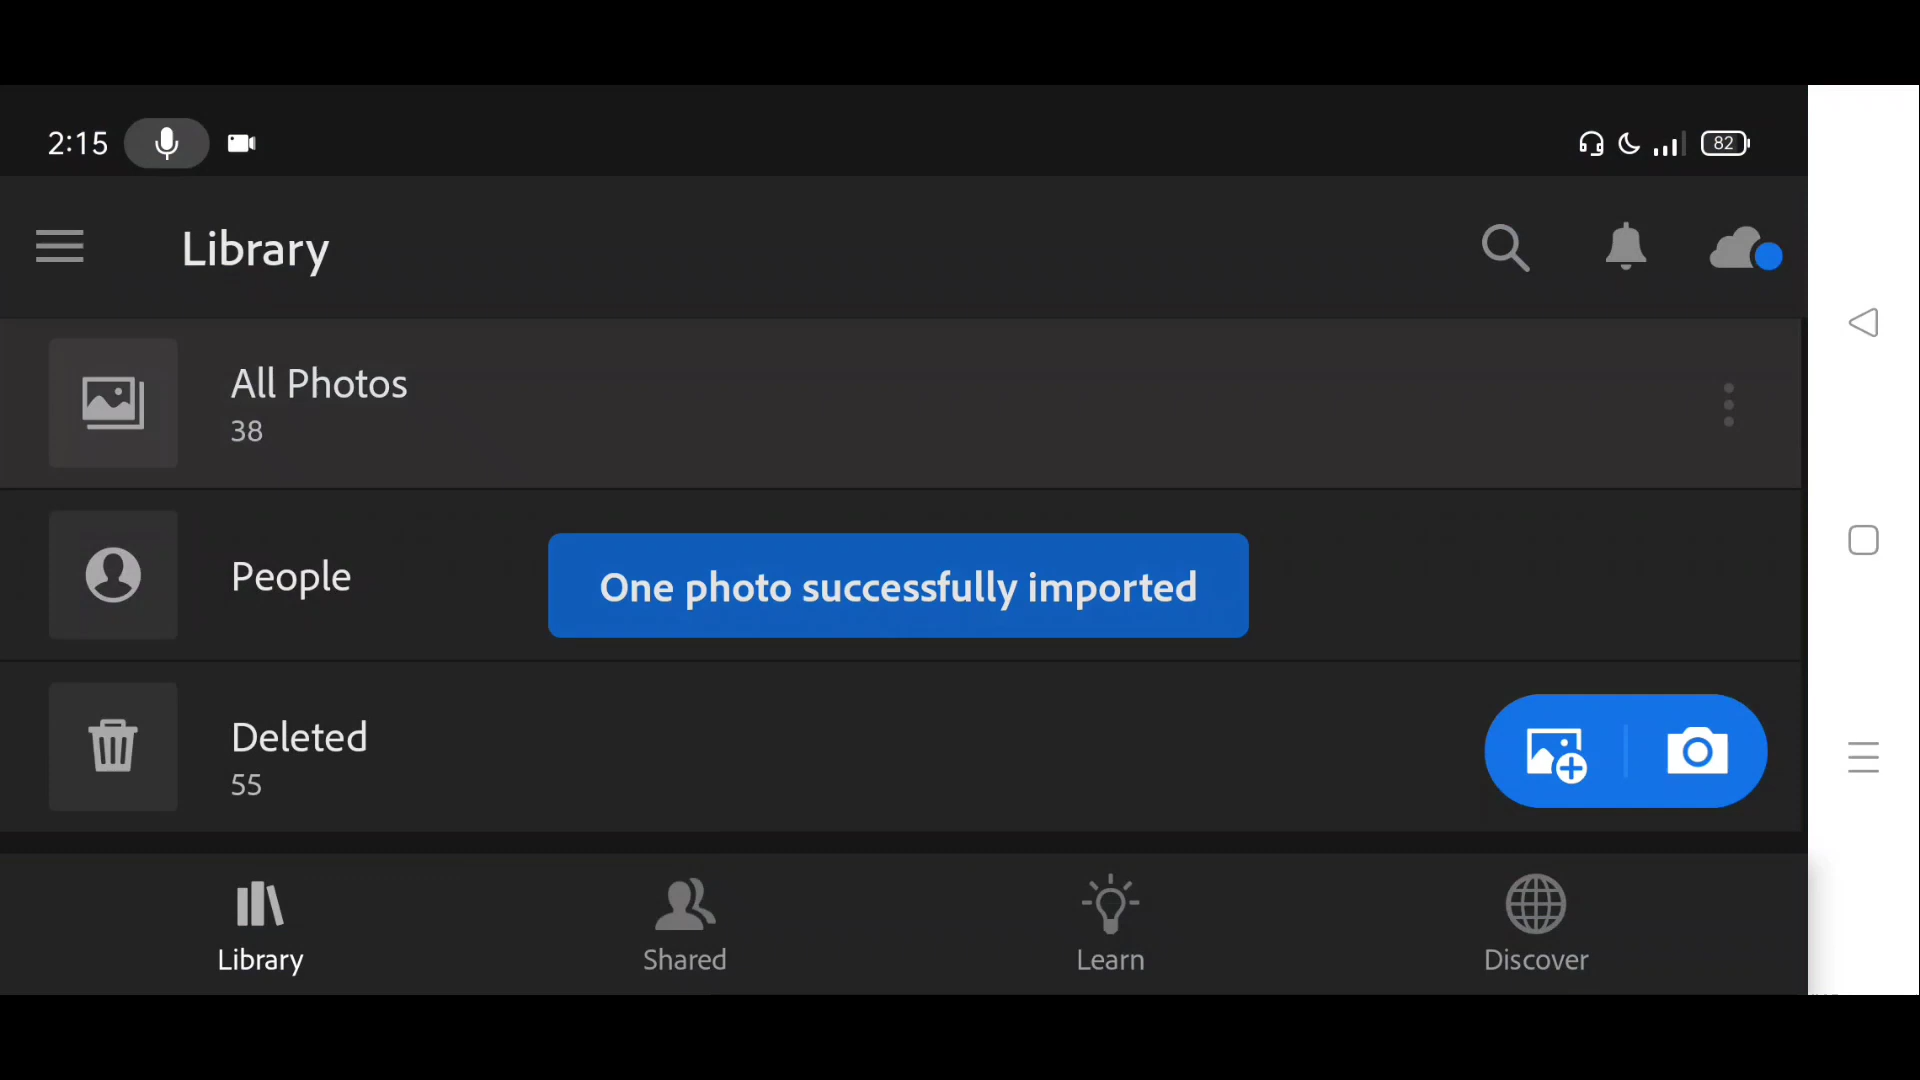 2:15
82
Library
All Photos
38
People
One photo successfully imported
Deleted
55
Library
Shared
Learn
Discover